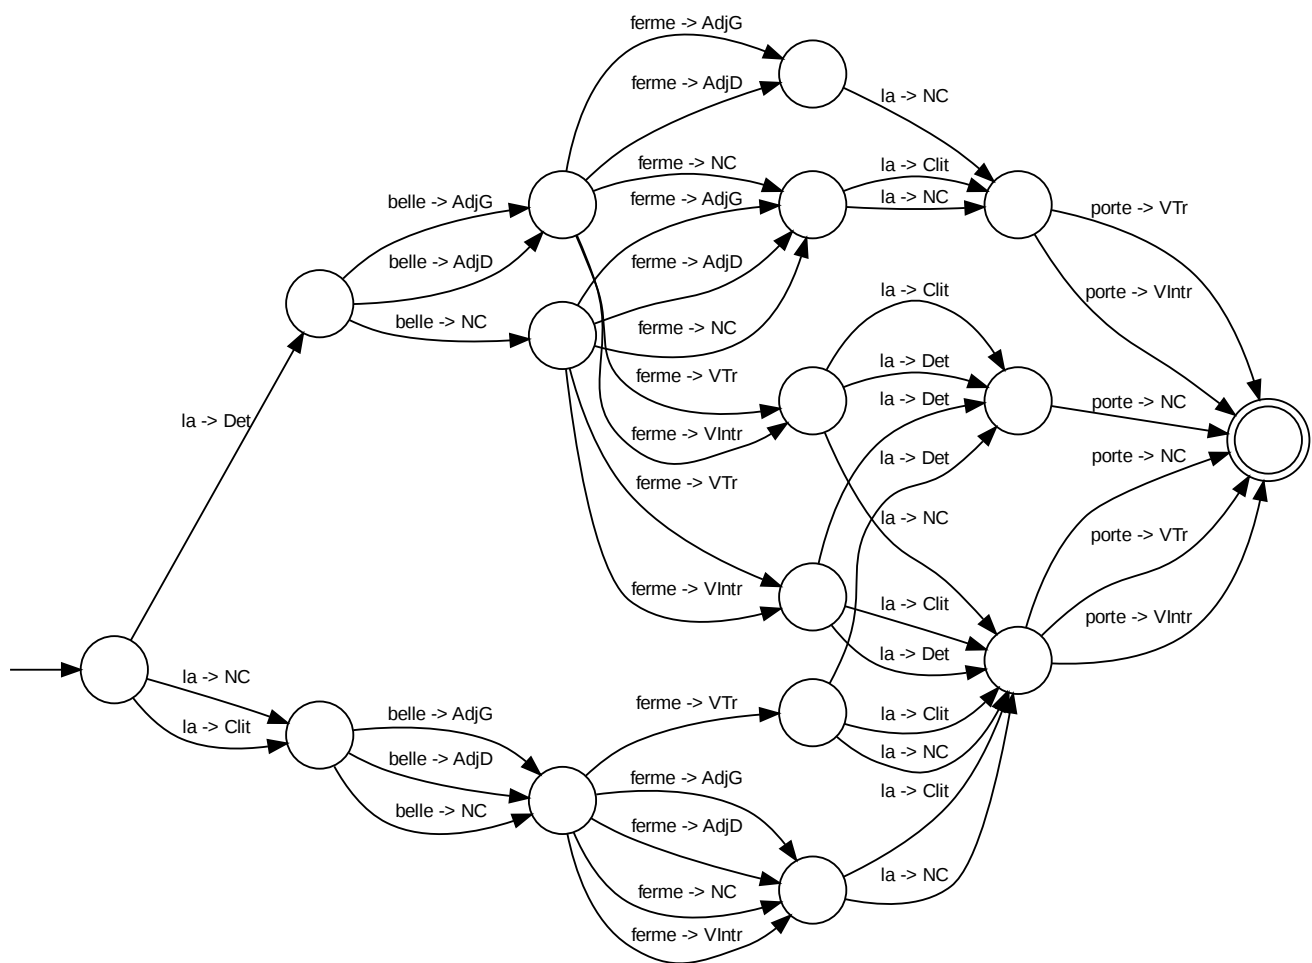 ferme -> AdjG
ferme -> AdjD
la -> NC
ferme -> NC
la -> Clit
belle -> AdjG
ferme -> AdjG
la -> NC
porte -> VTr
belle -> AdjD
ferme -> AdjD
la -> Clit
porte -> VIntr
belle -> NC
ferme -> NC
la -> Det
ferme -> VTr
la -> Det
porte -> NC
la -> Det
ferme -> VIntr
la -> Det
porte -> NC
ferme -> VTr
la -> NC
porte -> VTr
ferme -> VIntr
la -> Clit
porte -> VIntr
la -> Det
la -> NC
la -> Clit
belle -> AdjG
ferme -> VTr
la -> Clit
belle -> AdjD
la -> NC
ferme -> AdjG
la -> Clit
belle -> NC
ferme -> AdjD
la -> NC
ferme -> NC
ferme -> VIntr